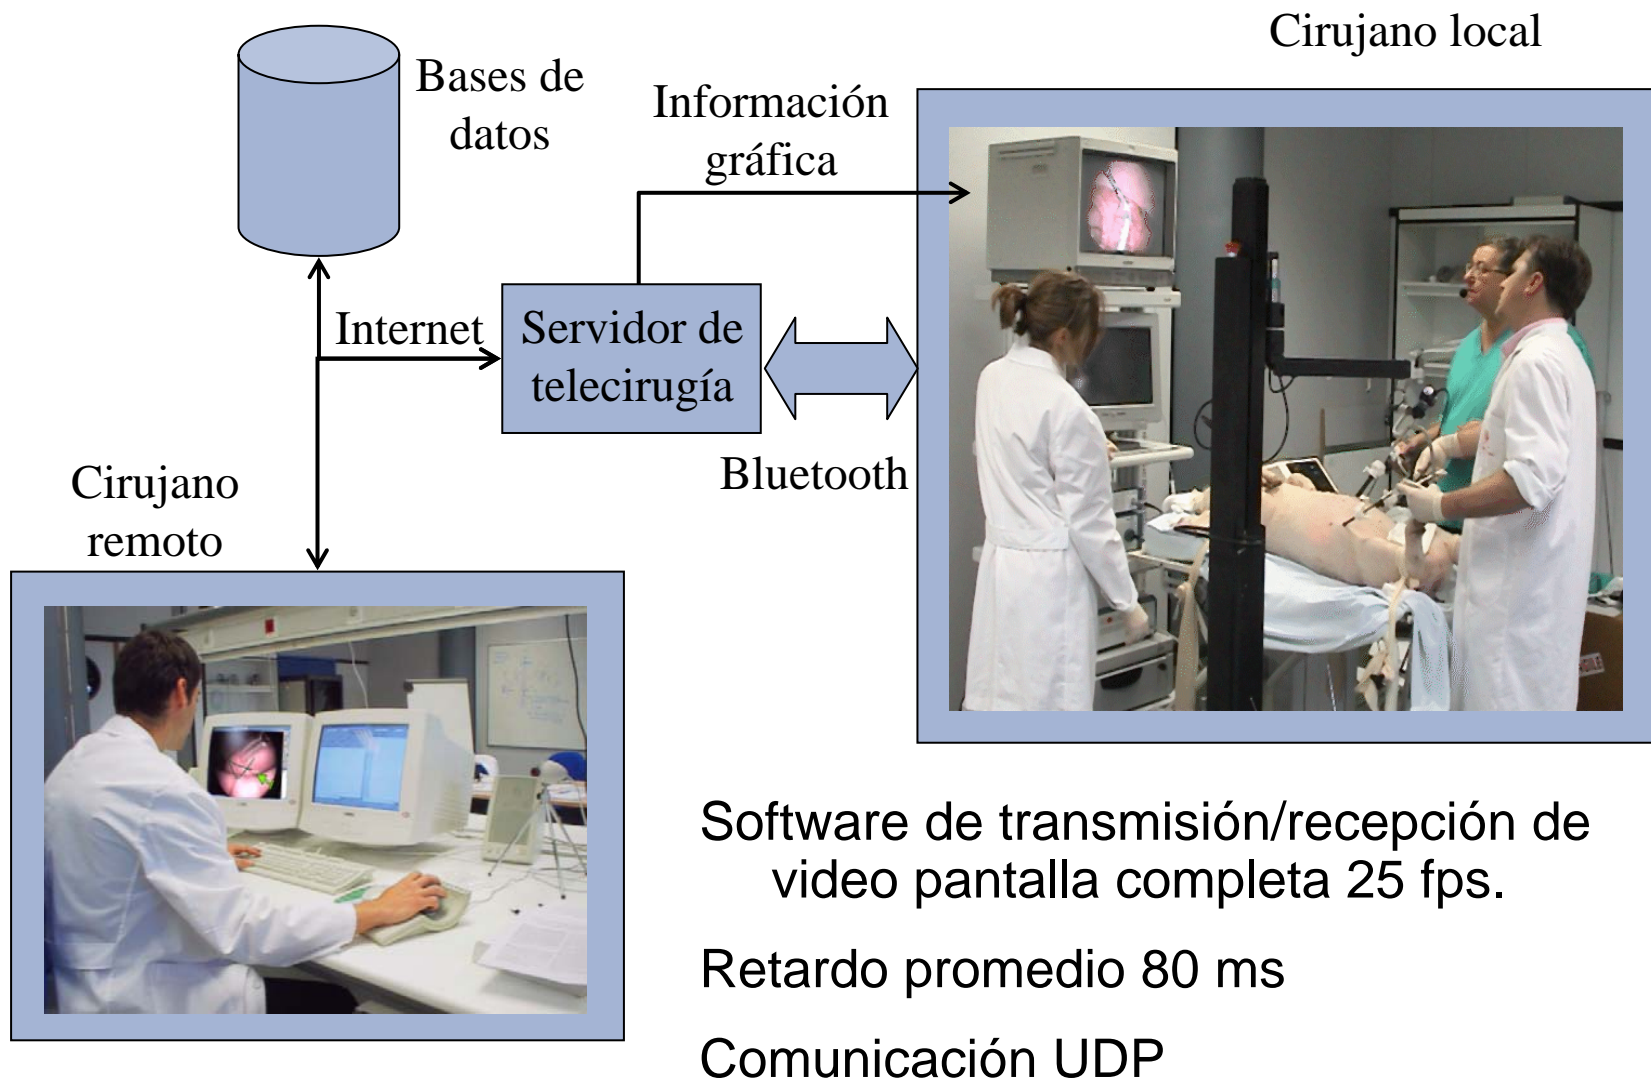 Cirujano local
Bases de
datos
Información
gráfica
Internet
Servidor de
telecirugía
Bluetooth
Cirujano
remoto
Software de transmisión/recepción de
video pantalla completa 25 fps.
Retardo promedio 80 ms
Comunicación UDP